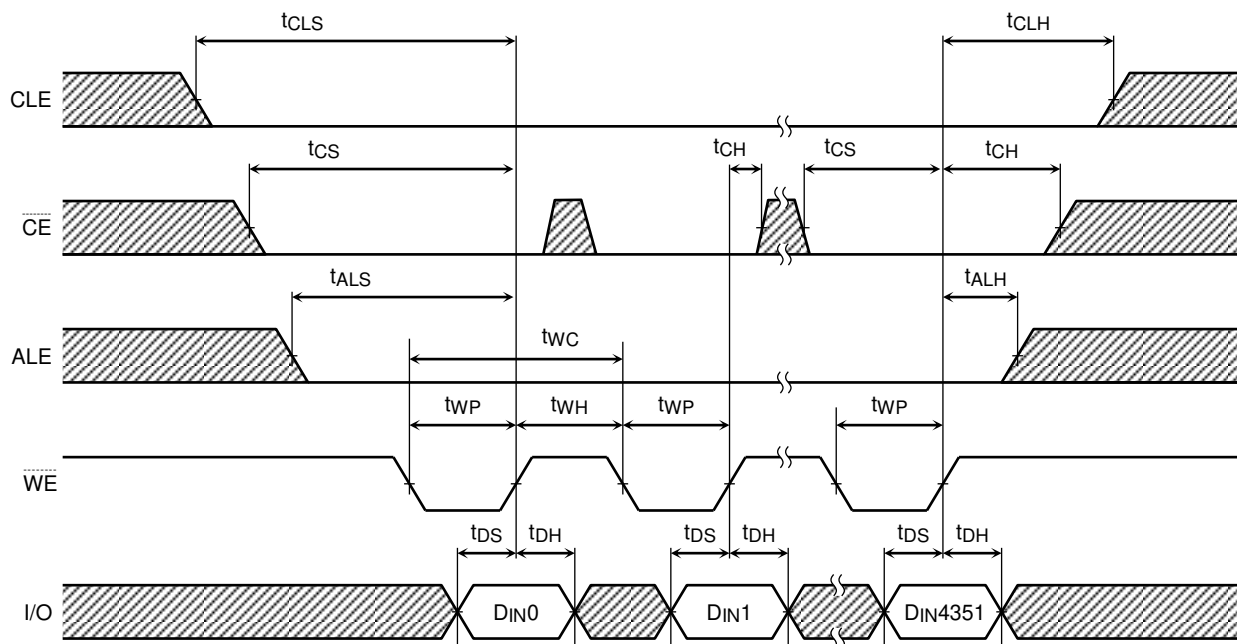 tCLS tCLH
CLE
tCS tCH tCS tCH
CE
tALS tALH
ALE
tWC
tWP tWH tWP tWP
WE
tDS tDH tDS tDH tDS tDH
I/O DIN0 DIN1 DIN4351